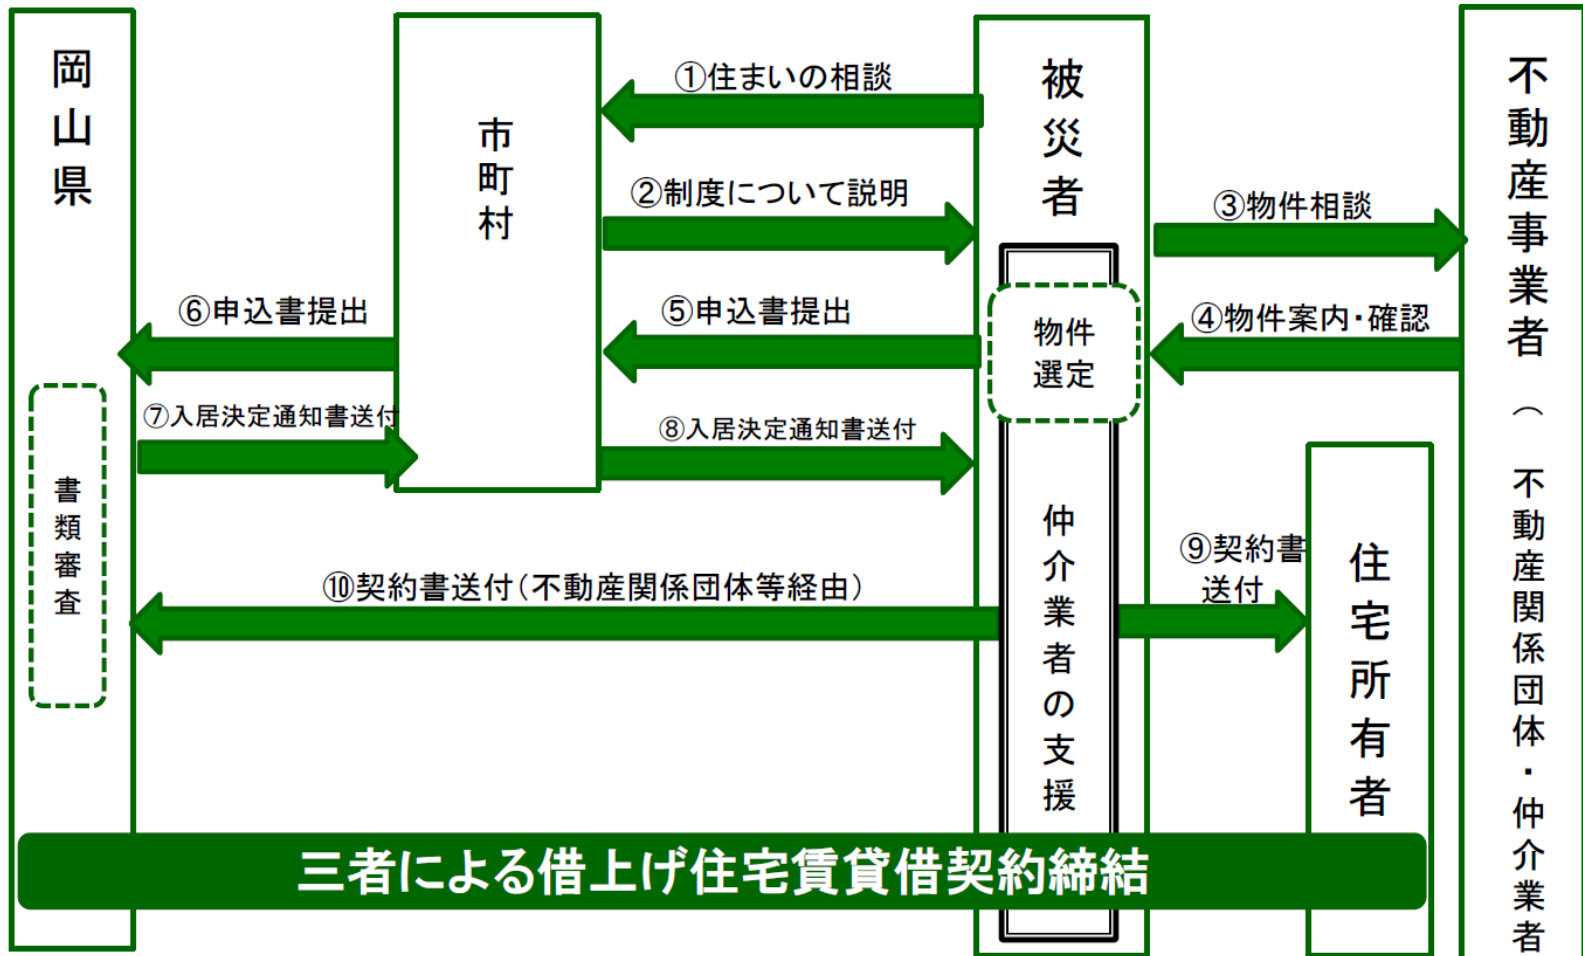 岡山県
市町村
被災者
不動産事業者（不動産関係団体・仲介業者
①住まいの相談
②制度について説明
③物件相談
④物件案内・確認
物件
選定
⑤申込書提出
⑥申込書提出
⑦入居決定通知書送付
⑧入居決定通知書送付
書類審査
仲介業者の支援
住宅所有者
⑨契約書
送付
⑩契約書送付（不動産関係団体等経由）
三者による借上げ住宅賃貸借契約締結